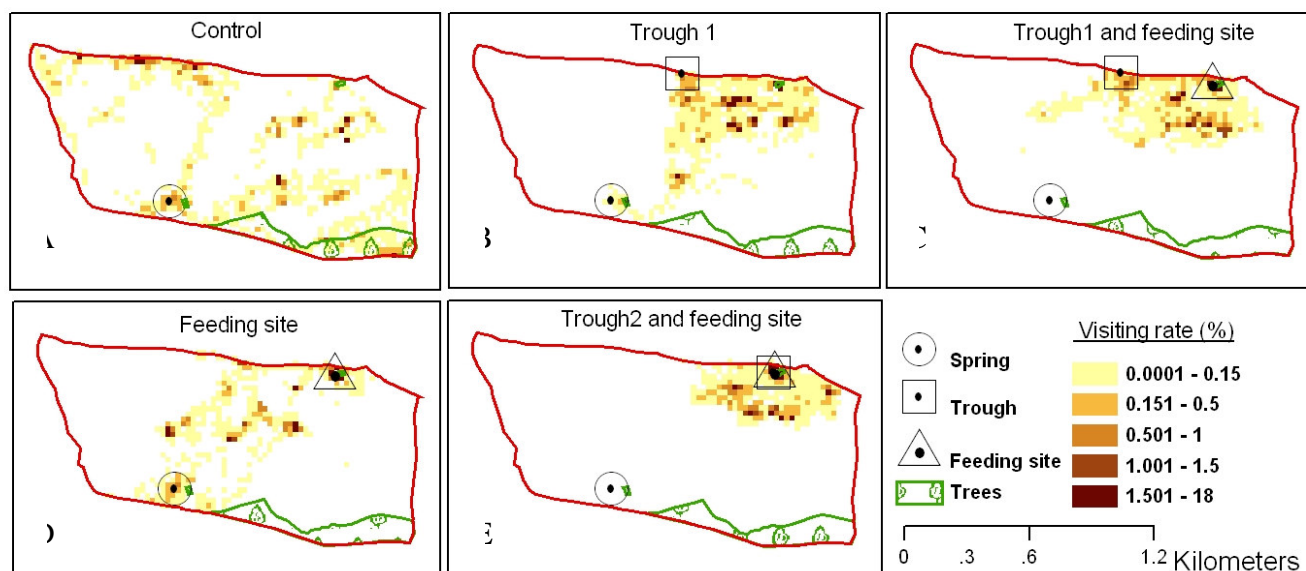 Control
Trough 1
Trough1 and feeding site
Feeding site
Trough2 and feeding site
Spring
Trough
Feeding site
Trees
Visiting rate (%)
0.0001 - 0.15
0.151 - 0.5
0.501 - 1
1.001 - 1.5
1.501 - 18
0 .3 .6 1.2 Kilometers